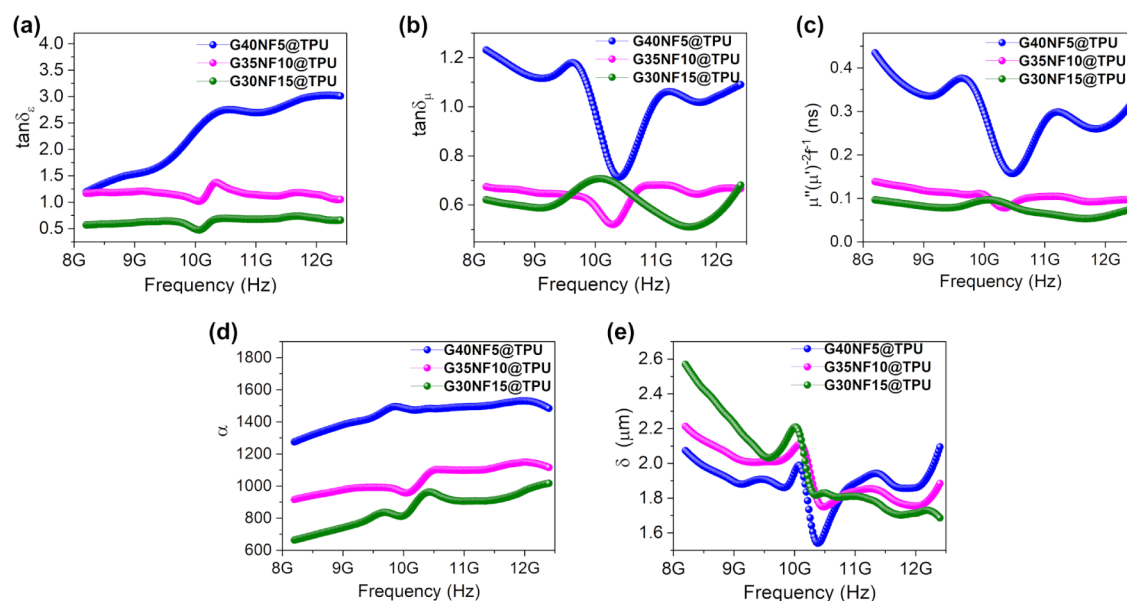 (a)
G40NF5@TPU
G35NF10@TPU
G30NF15@TPU
4.0
3.5
3.0
2.5
2.0
1.5
1.0
0.5
tanδε
8G 9G 10G 11G 12G
Frequency (Hz)
(b)
G40NF5@TPU
G35NF10@TPU
G30NF15@TPU
1.2
1.0
0.8
0.6
tanδμ
8G 9G 10G 11G 12G
Frequency (Hz)
(c)
G40NF5@TPU
G35NF10@TPU
G30NF15@TPU
0.5
0.4
0.3
0.2
0.1
0.0
μ"(μ')⁻²f⁻¹ (ns)
8G 9G 10G 11G 12G
Frequency (Hz)
(d)
G40NF5@TPU
G35NF10@TPU
G30NF15@TPU
1800
1600
1400
1200
1000
800
600
α
8G 9G 10G 11G 12G
Frequency (Hz)
(e)
G40NF5@TPU
G35NF10@TPU
G30NF15@TPU
2.6
2.4
2.2
2.0
1.8
1.6
δ (μm)
8G 9G 10G 11G 12G
Frequency (Hz)